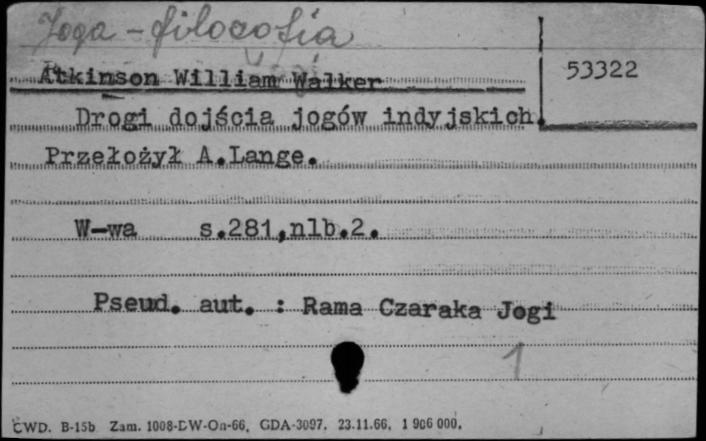 Joga - filozofia
Atkinson William Walker
53322
Drogi dojścia jogów indyjskich.
Przełożył A.Lange.
W-wa s.281,nlb.2.
Pseud. aut. : Rama Czaraka Jogi
1
CWD. B-15b Zam. 1008-DW-On-66, GDA-3097. 23.11.66. 1 906 000.